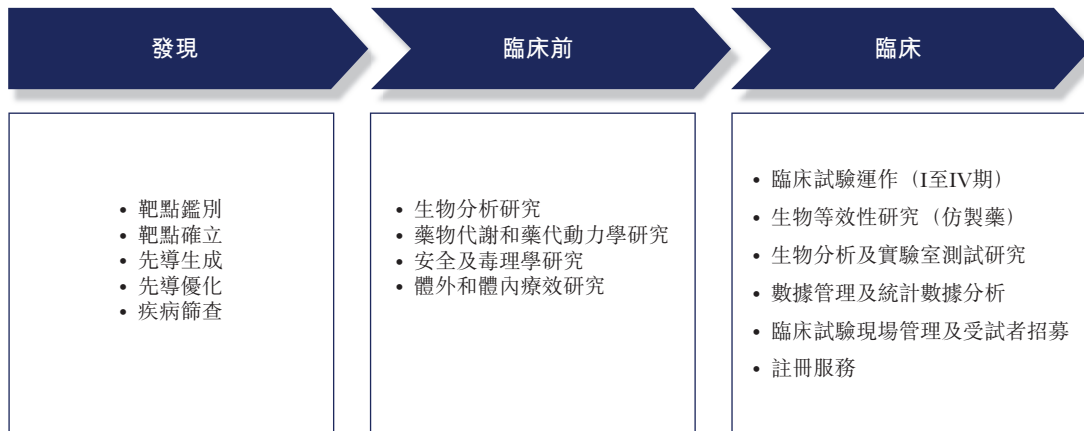 發現
臨床前
臨床
• 靶點鑑別
• 靶點確立
• 先導生成
• 先導優化
• 疾病篩查
• 生物分析研究
• 藥物代謝和藥代動力學研究
• 安全及毒理學研究
• 體外和體內療效研究
• 臨床試驗運作（I至IV期）
• 生物等效性研究（仿製藥）
• 生物分析及實驗室測試研究
• 數據管理及統計數據分析
• 臨床試驗現場管理及受試者招募
• 註冊服務